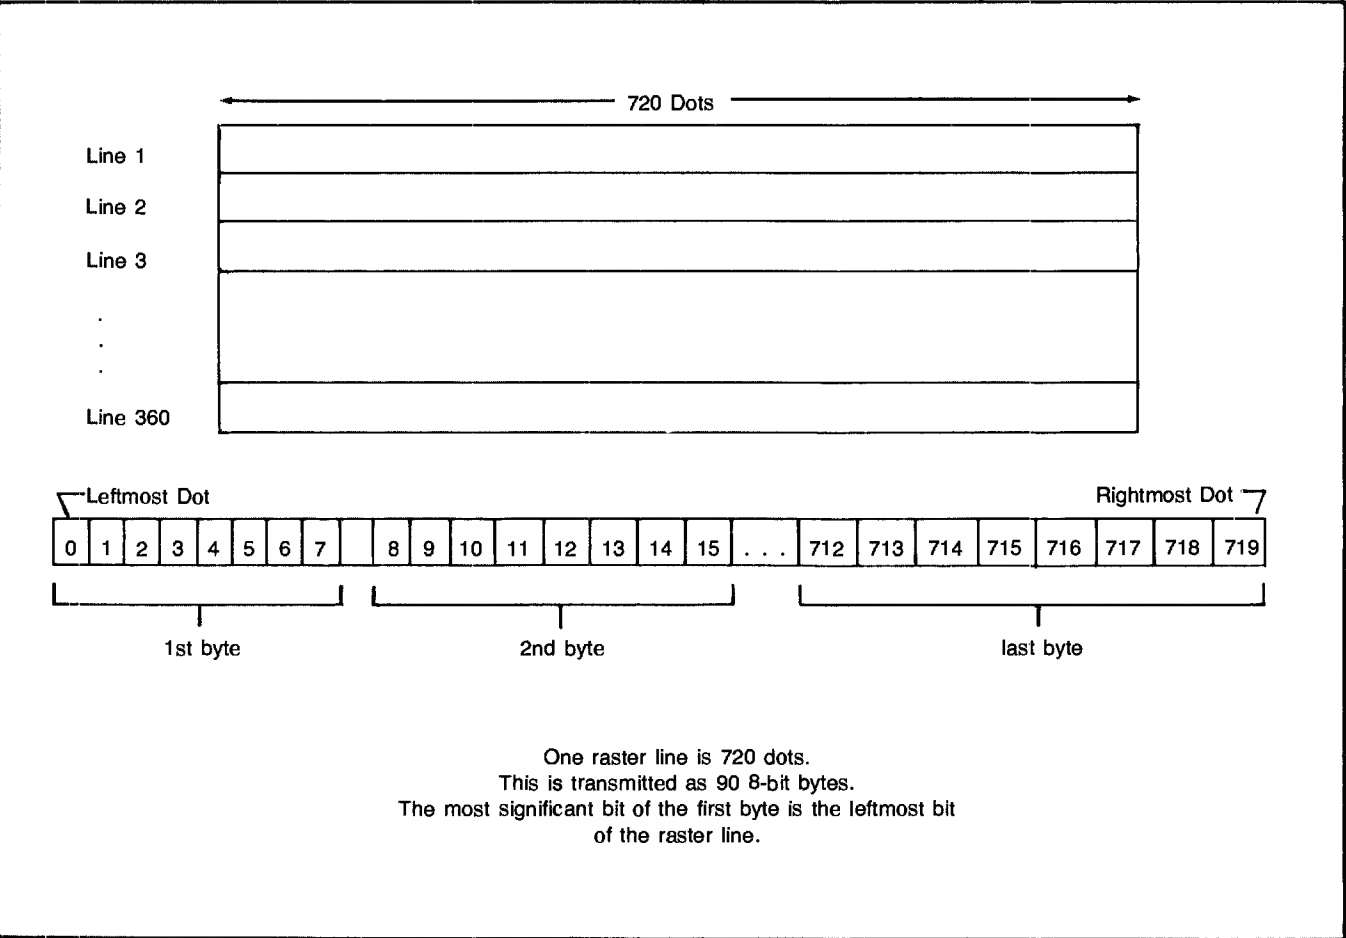 720 Dots
Line 1
Line 2
Line 3
.
.
.
Line 360
Leftmost Dot
Rightmost Dot
0 1 2 3 4 5 6 7 8 9 10 11 12 13 14 15 . . . 712 713 714 715 716 717 718 719
1st byte
2nd byte
last byte
One raster line is 720 dots.
This is transmitted as 90 8-bit bytes.
The most significant bit of the first byte is the leftmost bit
of the raster line.